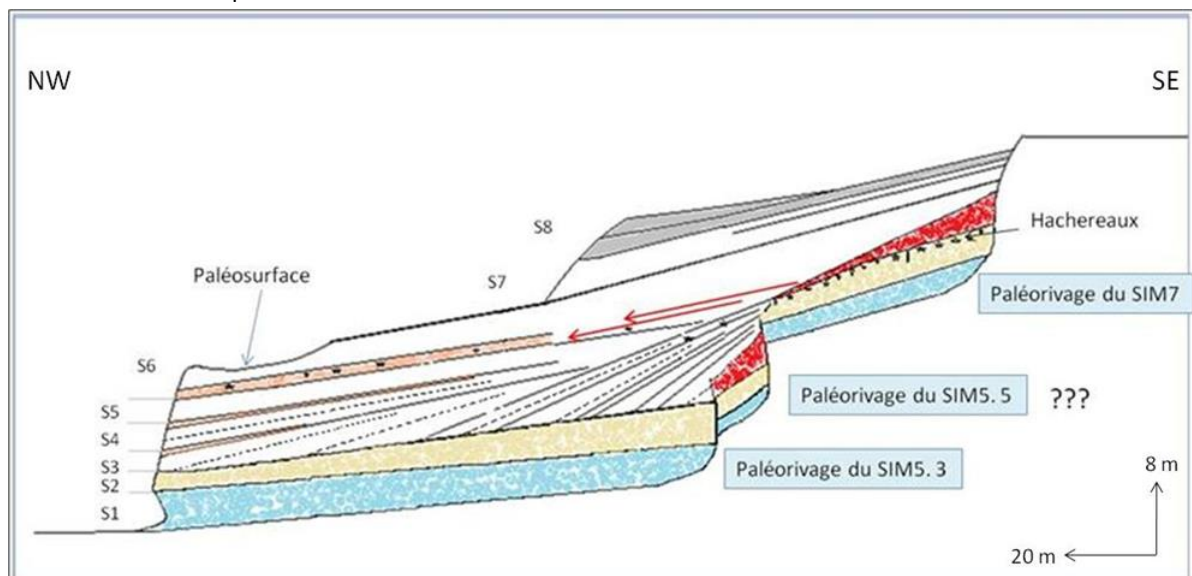 NW
SE
S8
Hachereaux
Paléosurface
S7
Paléorivage du SIM7
S6
S5
Paléorivage du SIM5. 5
???
S4
S3
Paléorivage du SIM5. 3
8 m
S2
S1
20 m